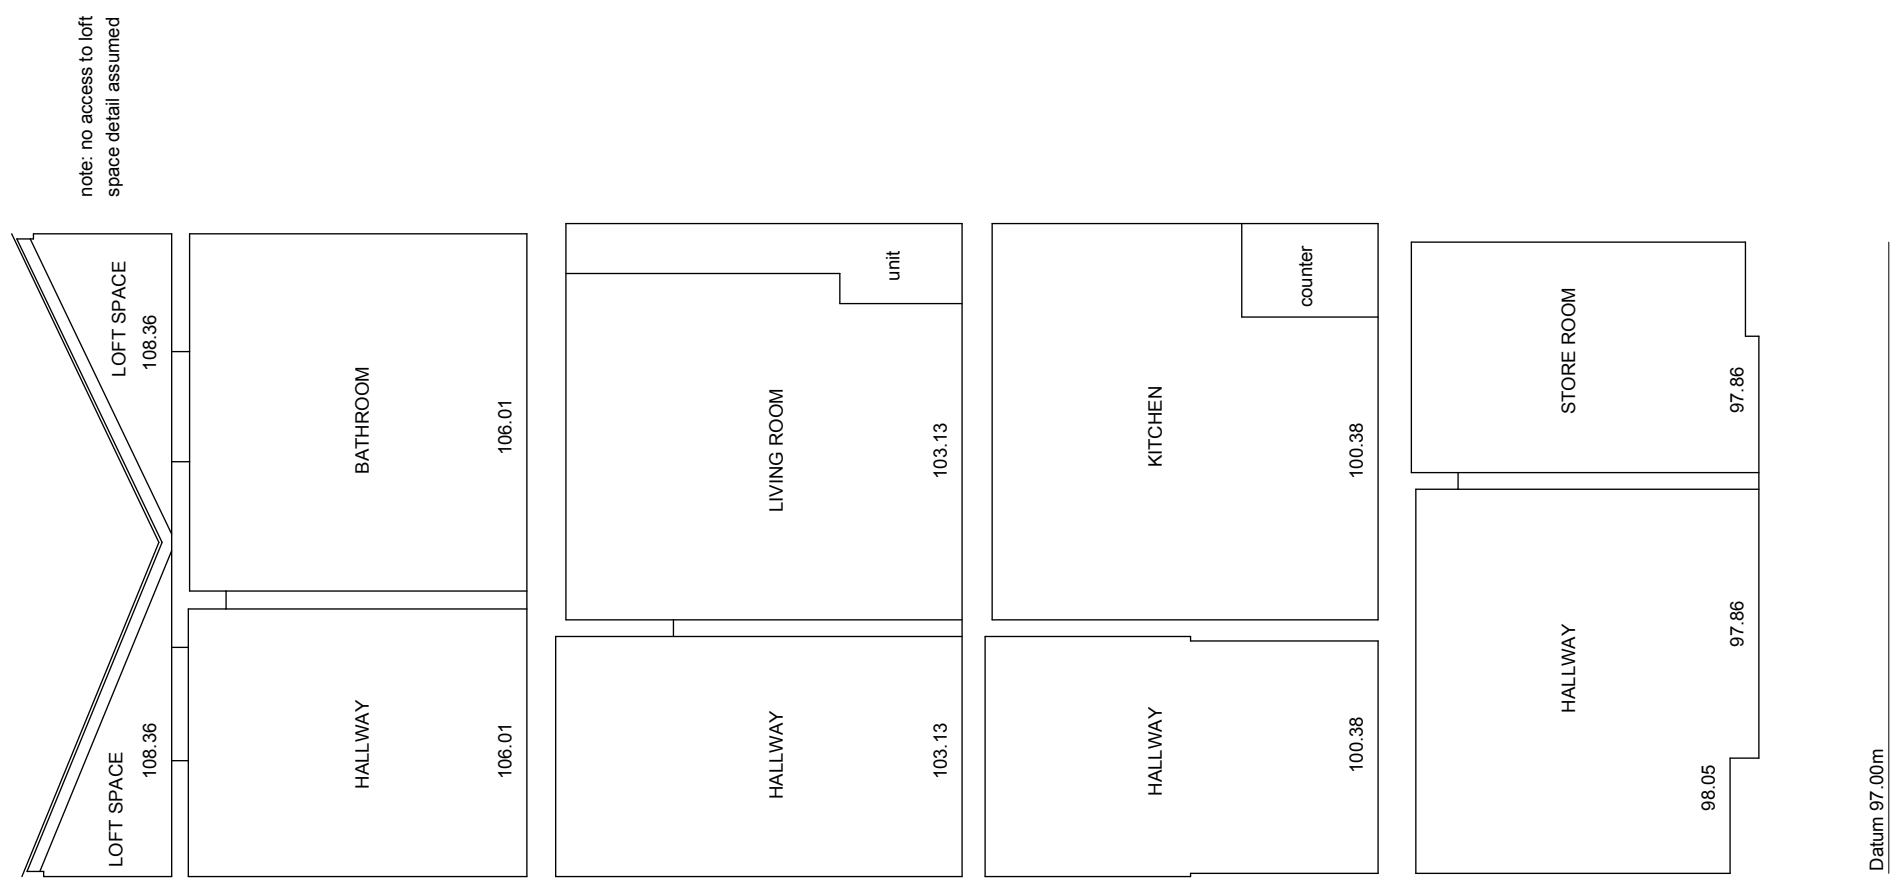 note: no access to loft
space detail assumed
LOFT SPACE
108.36
LOFT SPACE
108.36
HALLWAY
106.01
BATHROOM
106.01
HALLWAY
103.13
LIVING ROOM
103.13
unit
HALLWAY
100.38
KITCHEN
100.38
counter
HALLWAY
98.05
97.86
STORE ROOM
97.86
Datum 97.00m